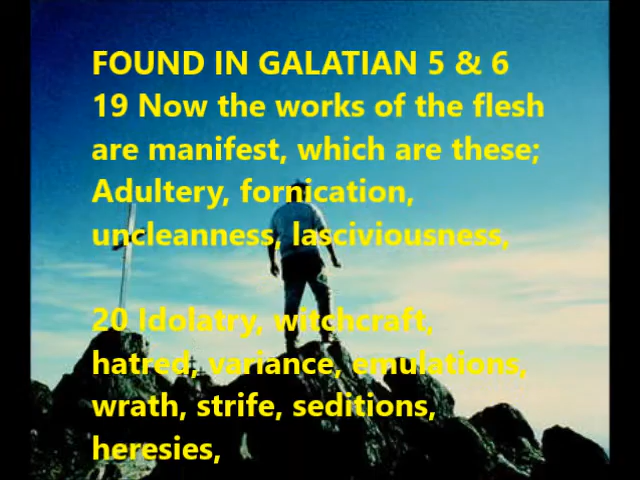 FOUND IN GALATIAN 5 & 6
19 Now the works of the flesh
are manifest, which are these;
Adultery, fornication,
uncleanness, lasciviousness,
20 Idolatry, witchcraft,
hatred, variance, emulations,
wrath, strife, seditions,
heresies,